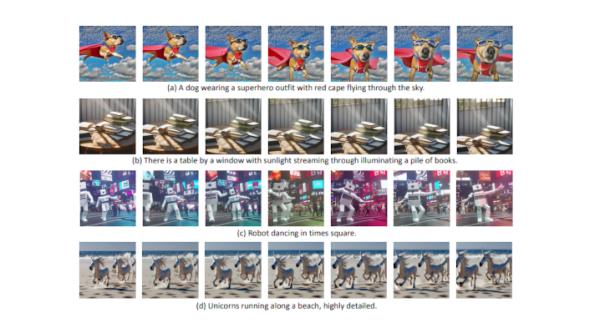 (a) A dog wearing a superhero outfit with red cape flying through the sky.
(b) There is a table by a window with sunlight streaming through illuminating a pile of books.
(c) Robot dancing in times square.
(d) Unicorns running along a beach, highly detailed.